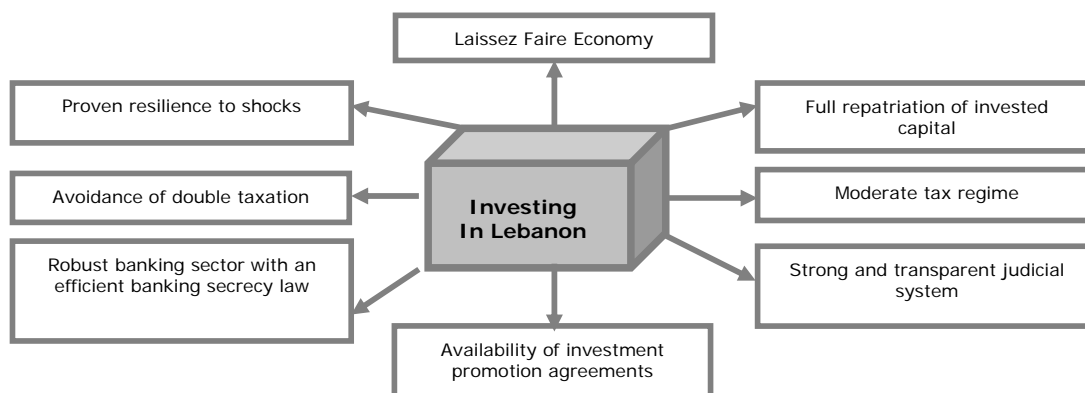 Laissez Faire Economy
Proven resilience to shocks
Full repatriation of invested
capital
Avoidance of double taxation
Investing
In Lebanon
Moderate tax regime
Robust banking sector with an
efficient banking secrecy law
Strong and transparent judicial
system
Availability of investment
promotion agreements